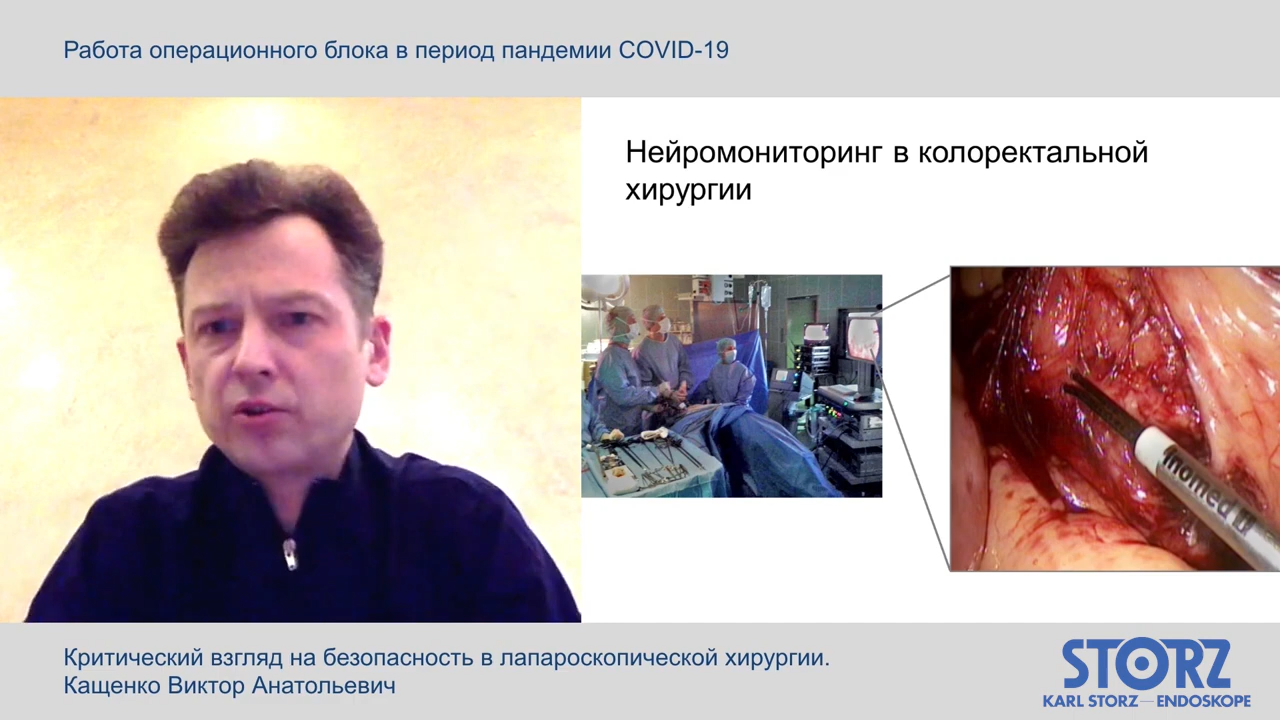 Работа операционного блока в период пандемии COVID-19
Нейромониторинг в колоректальной
хирургии
inomed
Критический взгляд на безопасность в лапароскопической хирургии.
Кащенко Виктор Анатольевич
STORZ
KARL STORZ—ENDOSKOPE